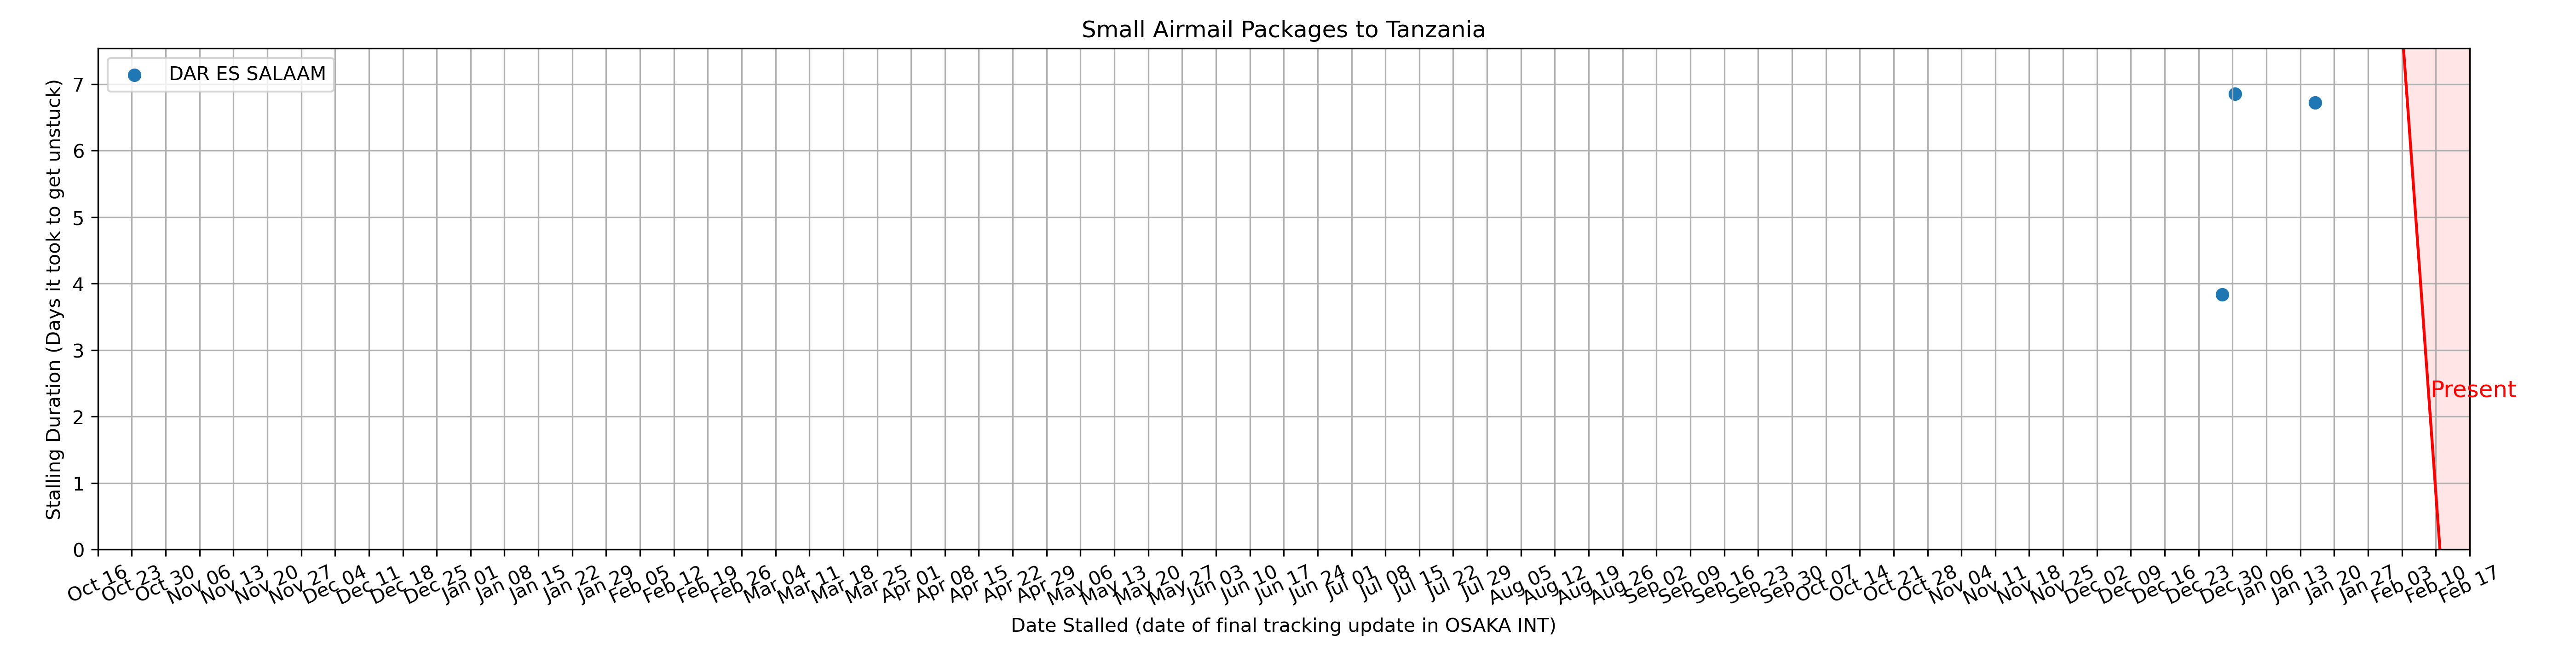 Small Airmail Packages to Tanzania
DAR ES SALAAM
Stalling Duration (Days it took to get unstuck)
7
6
5
4
3
2
1
0
Present
Oct 16 Oct 23 Oct 30 Nov 06 Nov 13 Nov 20 Nov 27 Dec 04 Dec 11 Dec 18 Dec 25 Jan 01 Jan 08 Jan 15 Jan 22 Jan 29 Feb 05 Feb 12 Feb 19 Feb 26 Mar 04 Mar 11 Mar 18 Mar 25 Apr 01 Apr 08 Apr 15 Apr 22 Apr 29 May 06 May 13 May 20 May 27 Jun 03 Jun 10 Jun 17 Jun 24 Jul 01 Jul 08 Jul 15 Jul 22 Jul 29 Aug 05 Aug 12 Aug 19 Aug 26 Sep 02 Sep 09 Sep 16 Sep 23 Sep 30 Oct 07 Oct 14 Oct 21 Oct 28 Nov 04 Nov 11 Nov 18 Nov 25 Dec 02 Dec 09 Dec 16 Dec 23 Dec 30 Jan 06 Jan 13 Jan 20 Jan 27 Feb 03 Feb 10 Feb 17
Date Stalled (date of final tracking update in OSAKA INT)